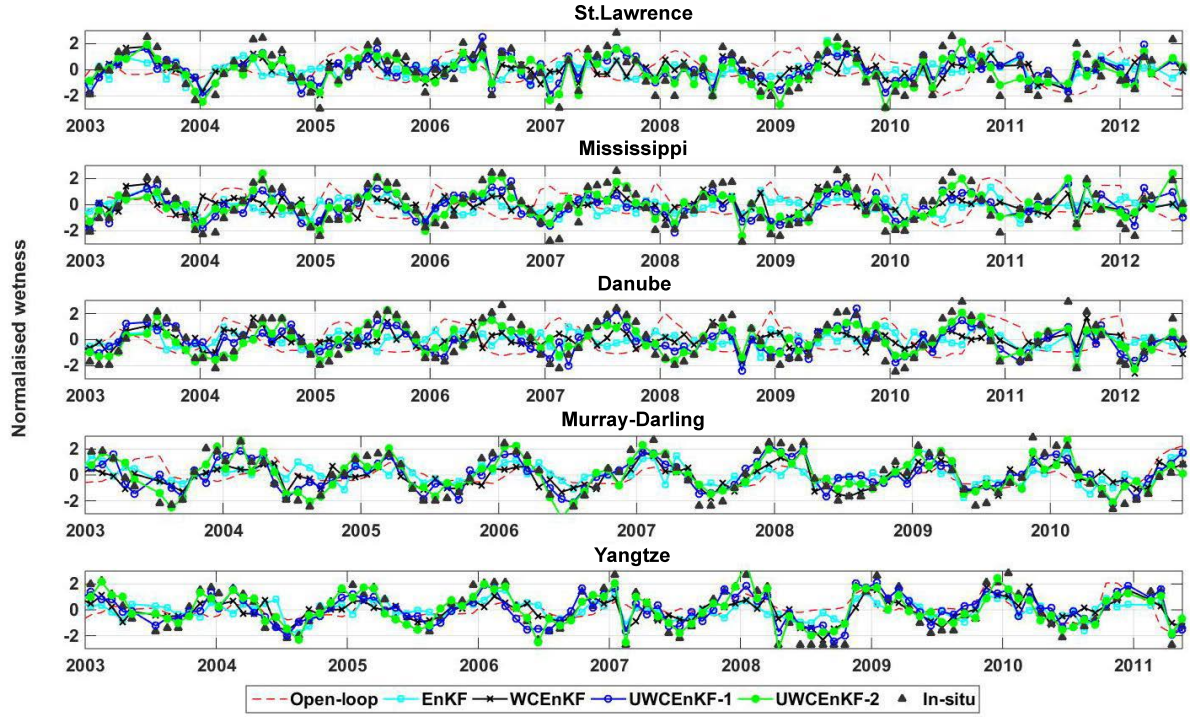 St.Lawrence
2
0
-2
2003 2004 2005 2006 2007 2008 2009 2010 2011 2012
Mississippi
2
0
-2
2003 2004 2005 2006 2007 2008 2009 2010 2011 2012
Danube
2
0
-2
2003 2004 2005 2006 2007 2008 2009 2010 2011 2012
Murray-Darling
2
0
-2
2003 2004 2005 2006 2007 2008 2009 2010
Yangtze
2
0
-2
2003 2004 2005 2006 2007 2008 2009 2010 2011
Normalaised wetness
Open-loop EnKF WCEnKF UWCEnKF-1 UWCEnKF-2 In-situ